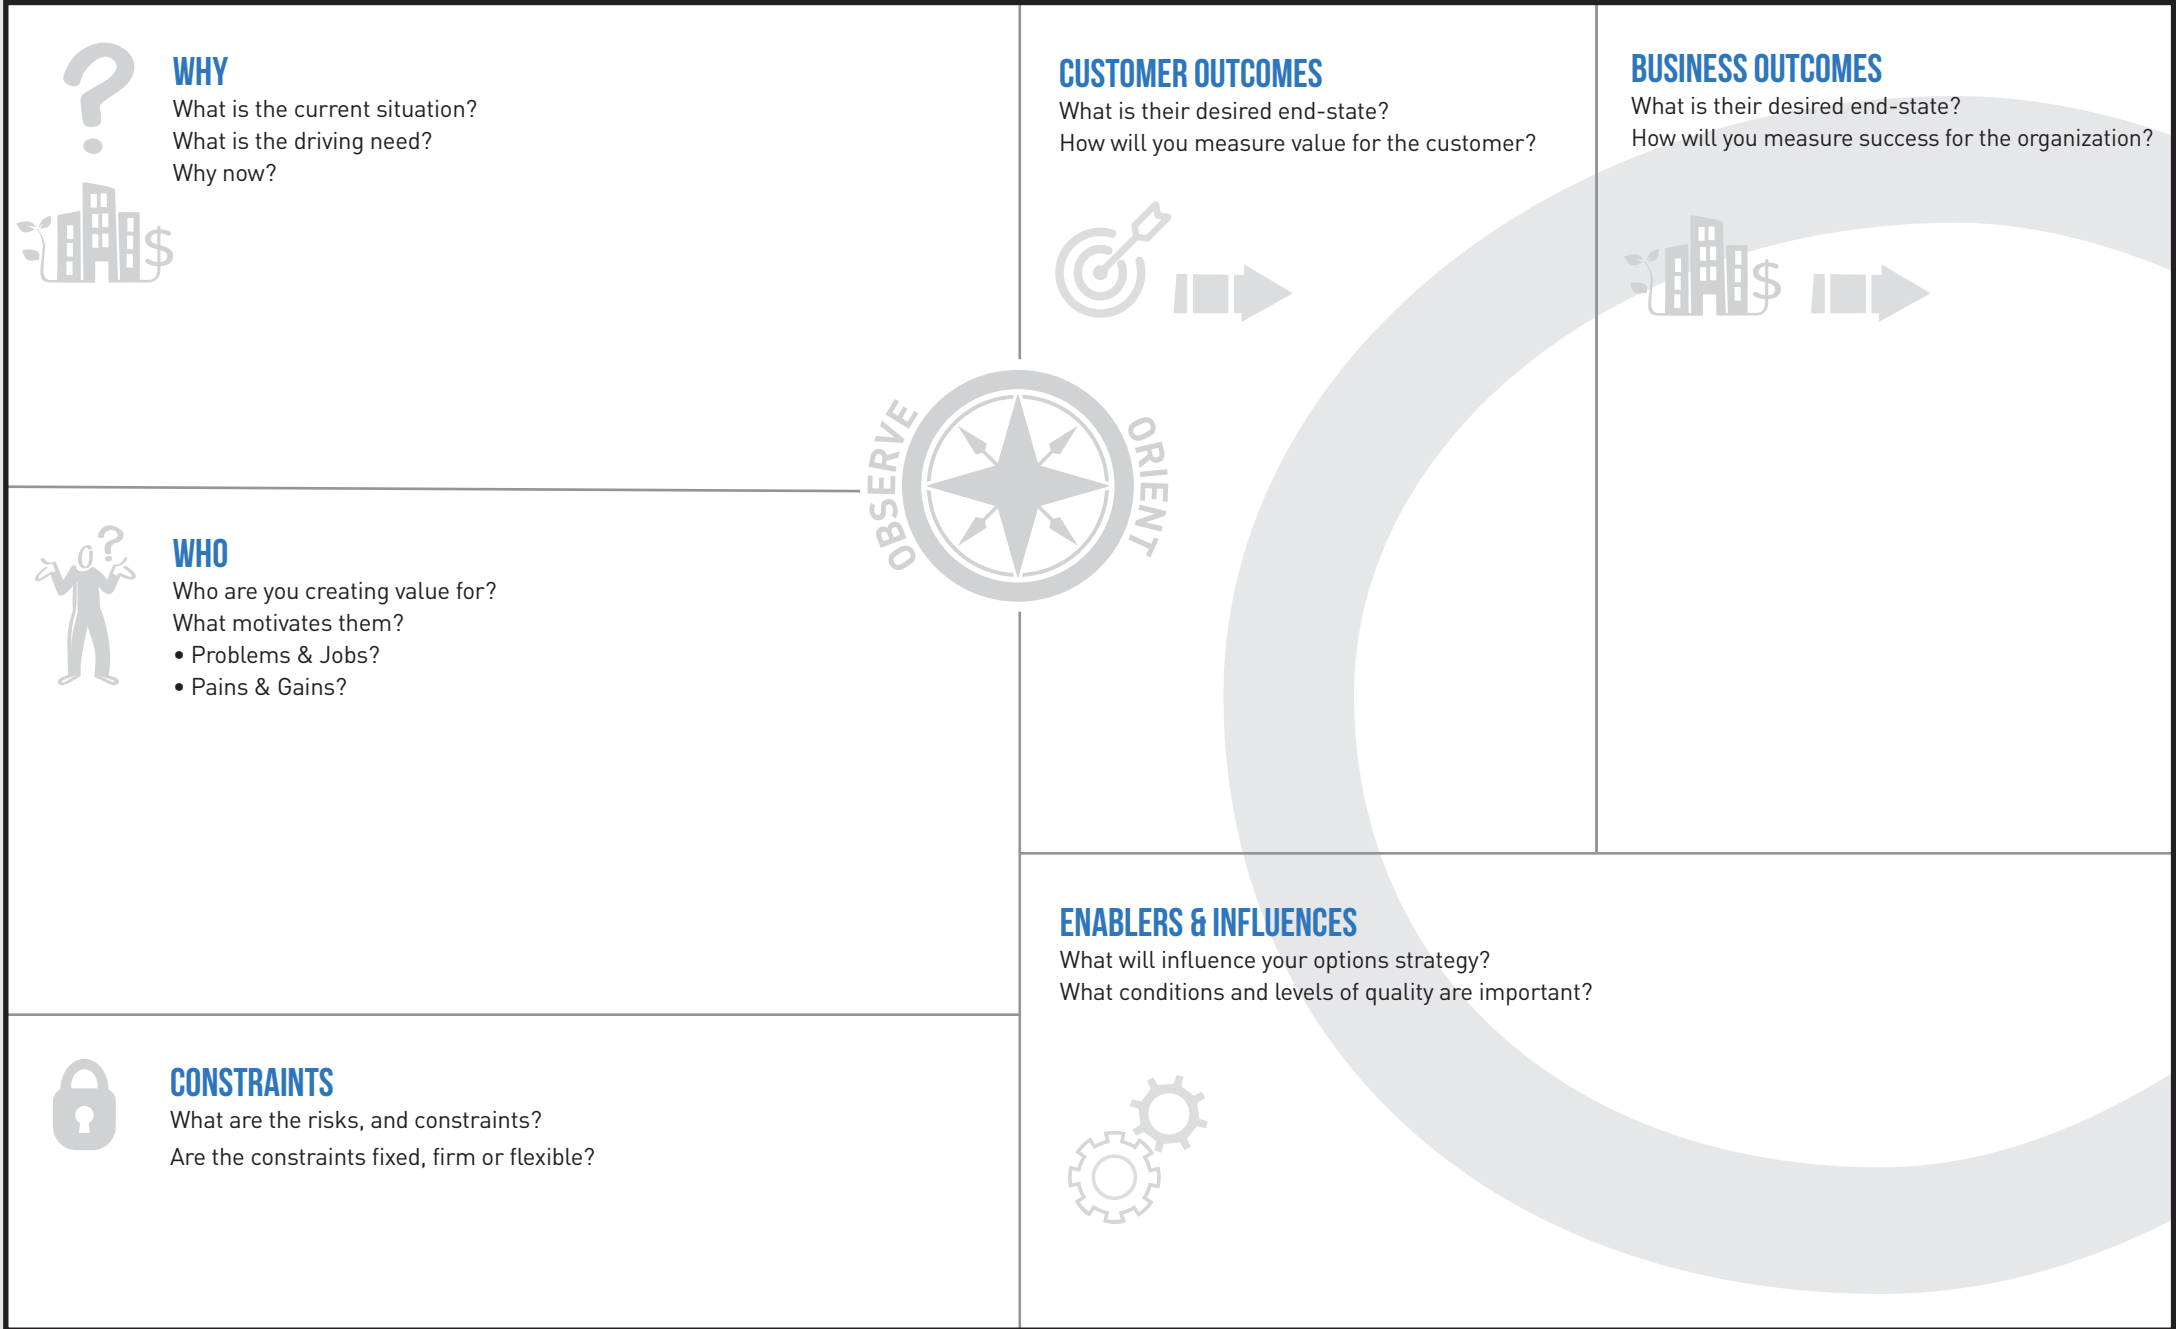 WHY
What is the current situation?
What is the driving need?
Why now?
$
CUSTOMER OUTCOMES
What is their desired end-state?
How will you measure value for the customer?
BUSINESS OUTCOMES
What is their desired end-state?
How will you measure success for the organization?
$
OBSERVE
ORIENT
?
WHO
Who are you creating value for?
What motivates them?
• Problems & Jobs?
• Pains & Gains?
ENABLERS & INFLUENCES
What will influence your options strategy?
What conditions and levels of quality are important?
CONSTRAINTS
What are the risks, and constraints?
Are the constraints fixed, firm or flexible?